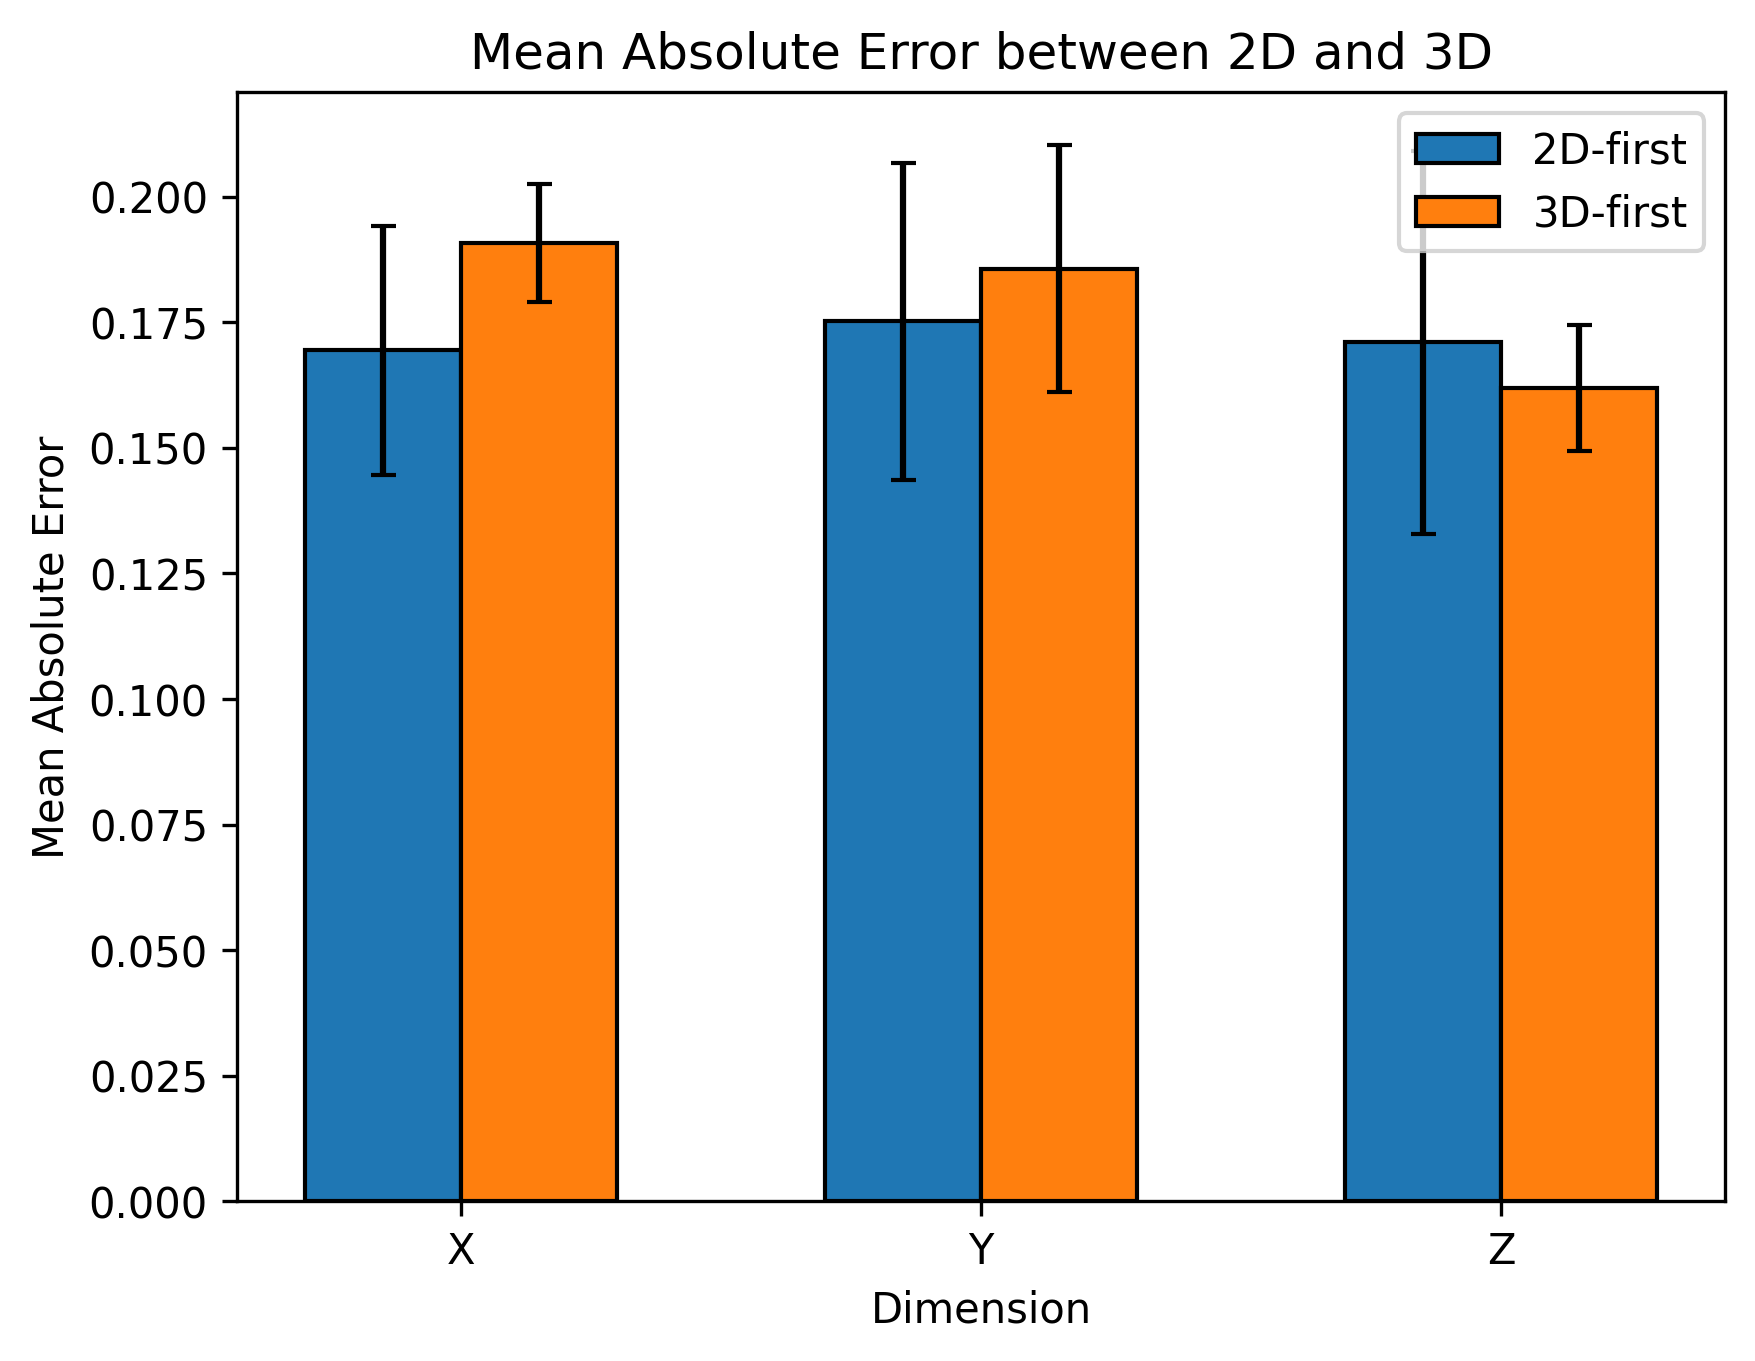 Mean Absolute Error between 2D and 3D
2D-first
3D-first
Mean Absolute Error
0.200
0.175
0.150
0.125
0.100
0.075
0.050
0.025
0.000
X
Y
Z
Dimension